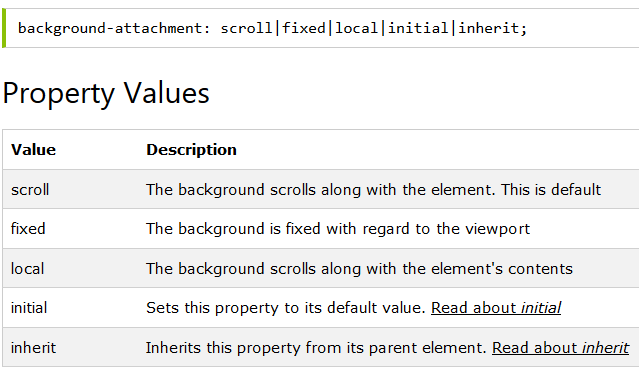 background-attachment: scroll|fixed|local|initial|inherit;
Property Values
Value Description
scroll The background scrolls along with the element. This is default
fixed The background is fixed with regard to the viewport
local The background scrolls along with the element's contents
initial Sets this property to its default value. Read about initial
inherit Inherits this property from its parent element. Read about inherit